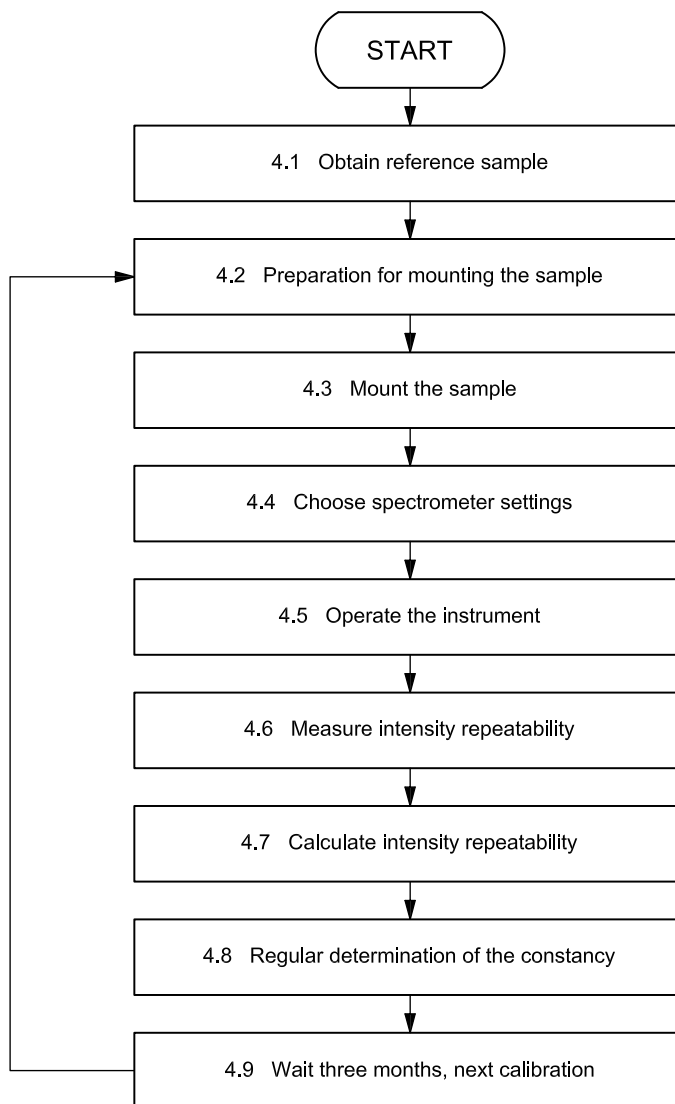 START
4.1 Obtain reference sample
4.2 Preparation for mounting the sample
4.3 Mount the sample
4.4 Choose spectrometer settings
4.5 Operate the instrument
4.6 Measure intensity repeatability
4.7 Calculate intensity repeatability
4.8 Regular determination of the constancy
4.9 Wait three months, next calibration